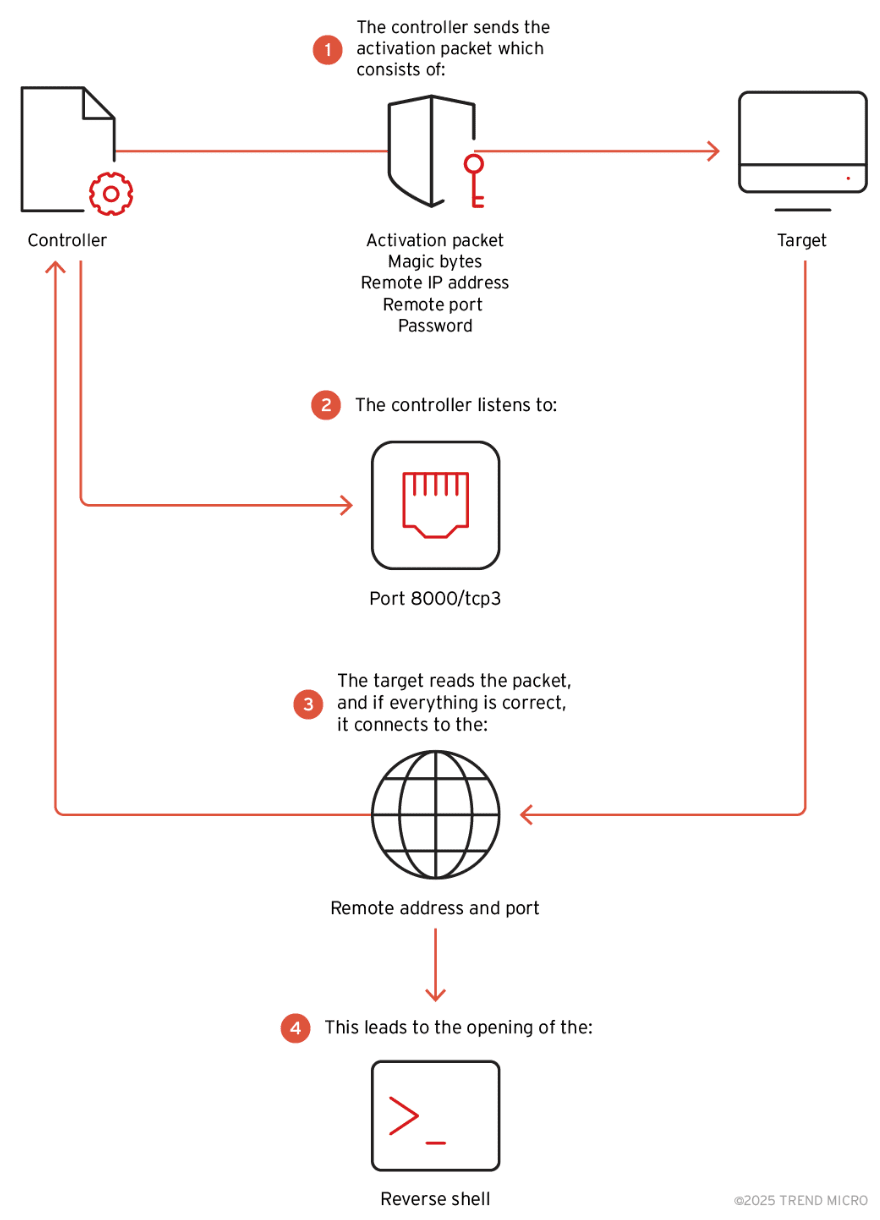 1
The controller sends the
activation packet which
consists of:
Controller
Activation packet
Magic bytes
Remote IP address
Remote port
Password
Target
2
The controller listens to:
Port 8000/tcp3
3
The target reads the packet,
and if everything is correct,
it connects to the:
Remote address and port
4
This leads to the opening of the:
>_
Reverse shell
©2025 TREND MICRO